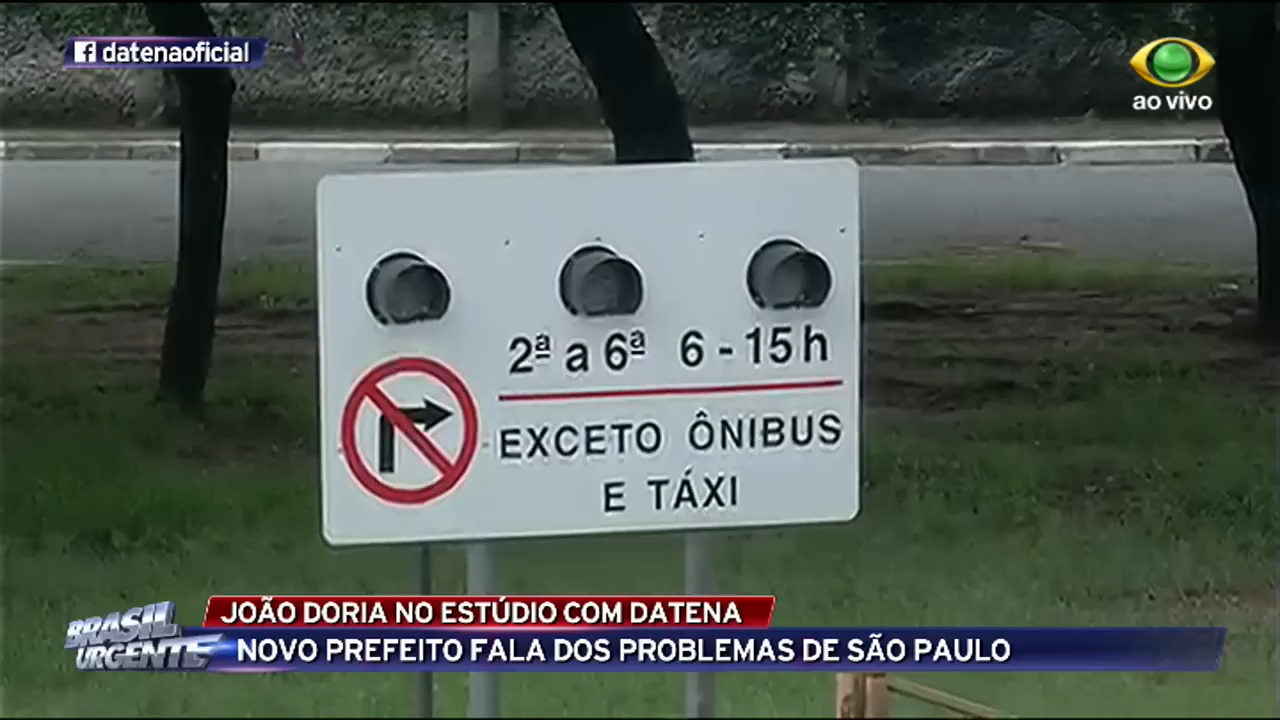 datenaoficial
ao vivo
2ª a 6ª 6 - 15 h
EXCETO ÔNIBUS
E TÁXI
JOÃO DORIA NO ESTÚDIO COM DATENA
BRASIL
URGENTE
NOVO PREFEITO FALA DOS PROBLEMAS DE SÃO PAULO